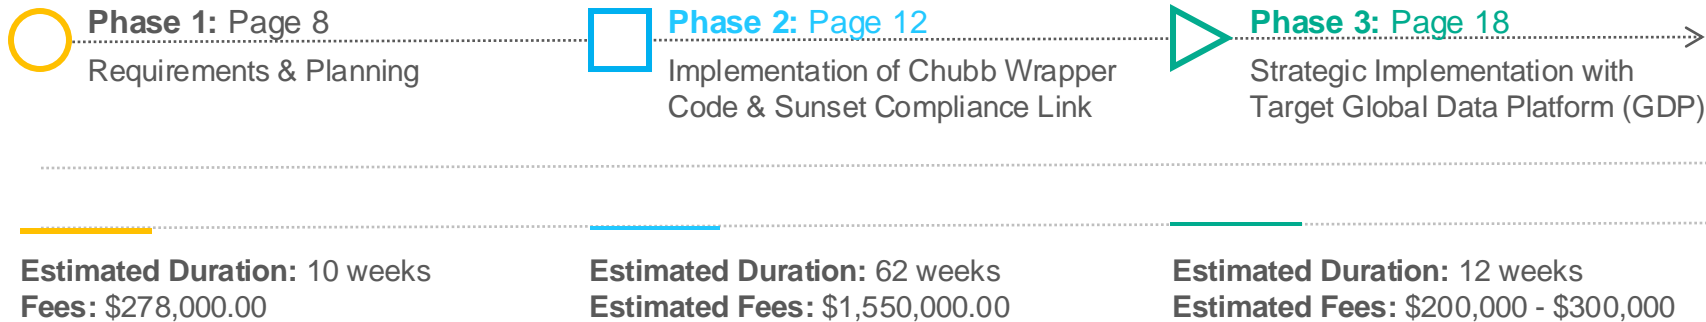 Phase 1: Page 8
Requirements & Planning
Phase 2: Page 12
Implementation of Chubb Wrapper
Code & Sunset Compliance Link
Phase 3: Page 18
Strategic Implementation with
Target Global Data Platform (GDP)
Estimated Duration: 10 weeks
Fees: $278,000.00
Estimated Duration: 62 weeks
Estimated Fees: $1,550,000.00
Estimated Duration: 12 weeks
Estimated Fees: $200,000 - $300,000